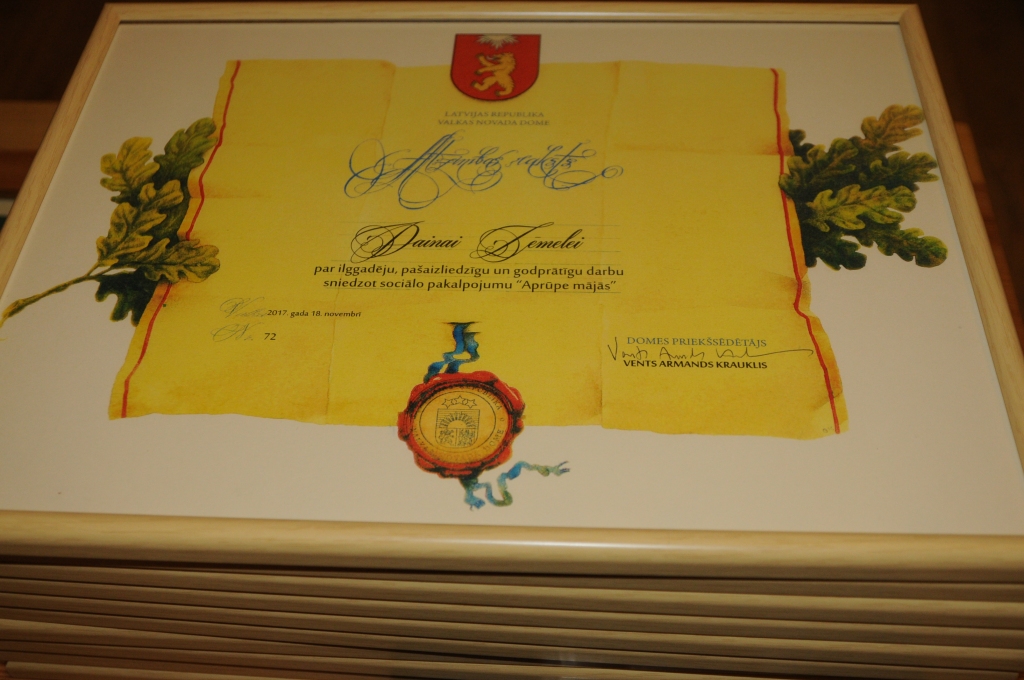 LATVIJAS REPUBLIKA
VALKAS NOVADA DOME
Atzinības raksts
Dainai Zēmelei
par ilggadēju, pašaizliedzīgu un godprātīgu darbu
sniedzot sociālo pakalpojumu "Aprūpe mājās"
Valkā 2017. gada 18. novembrī
Nr. 72
DOMES PRIEKŠSĒDĒTĀJS
VENTS ARMANDS KRAUKLIS